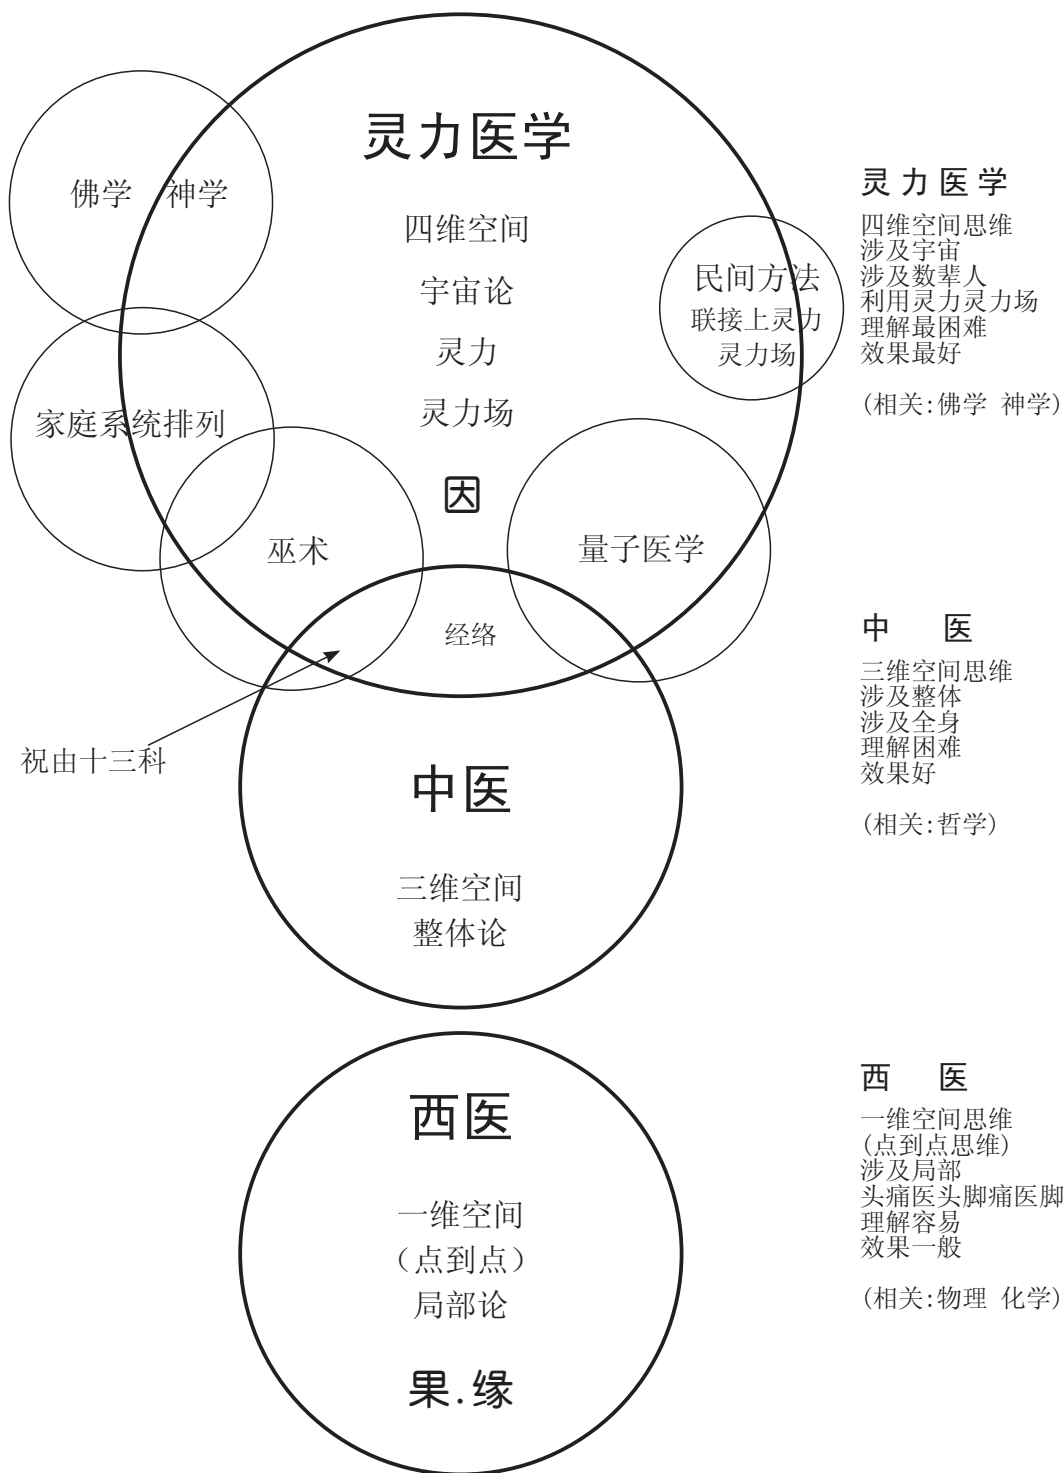 灵力医学
四维空间
宇宙论
灵力
灵力场
因
佛学 神学
民间方法
联接上灵力
灵力场
家庭系统排列
巫术
量子医学
经络
祝由十三科
中医
三维空间
整体论
西医
一维空间
（点到点）
局部论
果.缘
灵力医学
四维空间思维
涉及宇宙
涉及数辈人
利用灵力灵力场
理解最困难
效果最好
(相关:佛学 神学)
中 医
三维空间思维
涉及整体
涉及全身
理解困难
效果好
(相关:哲学)
西 医
一维空间思维
(点到点思维)
涉及局部
头痛医头脚痛医脚
理解容易
效果一般
(相关:物理 化学)